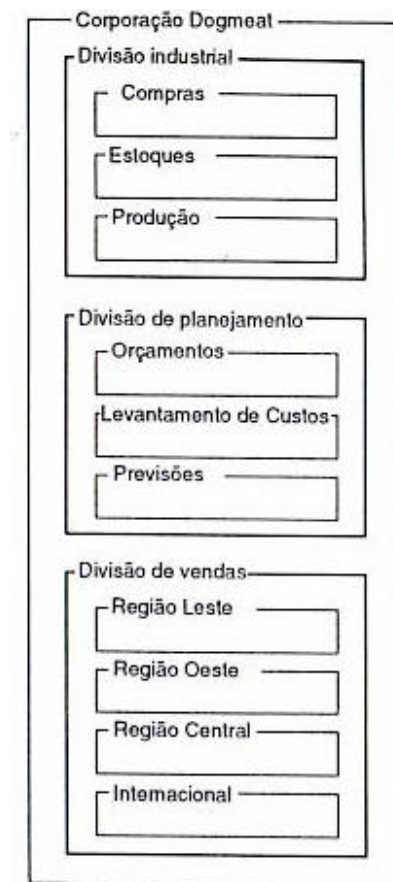 Corporação Dogmeat
Divisão industrial
Compras
Estoques
Produção
Divisão de planejamento
Orçamentos
Levantamento de Custos
Previsões
Divisão de vendas
Região Leste
Região Oeste
Região Central
Internacional